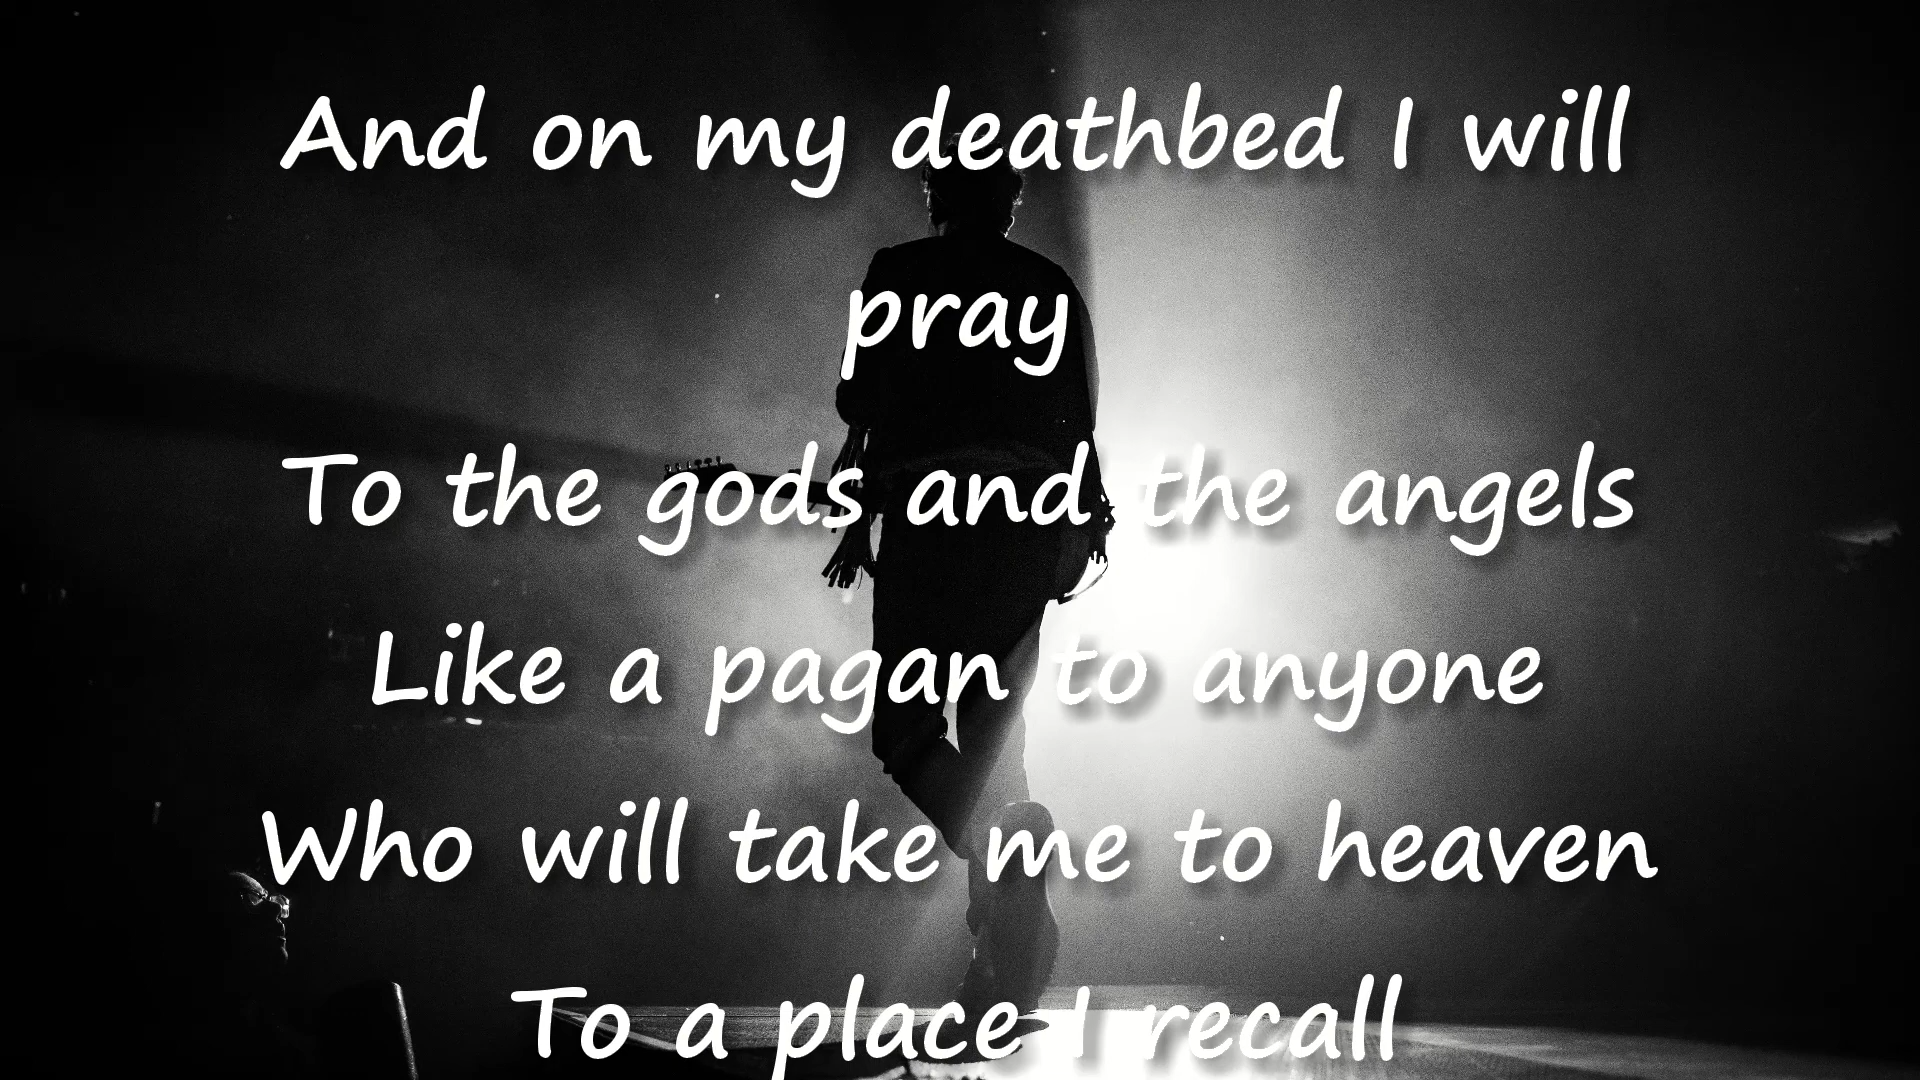 And on my deathbed I will
pray
To the gods and the angels
Like a pagan to anyone
Who will take me to heaven
To a place I recall